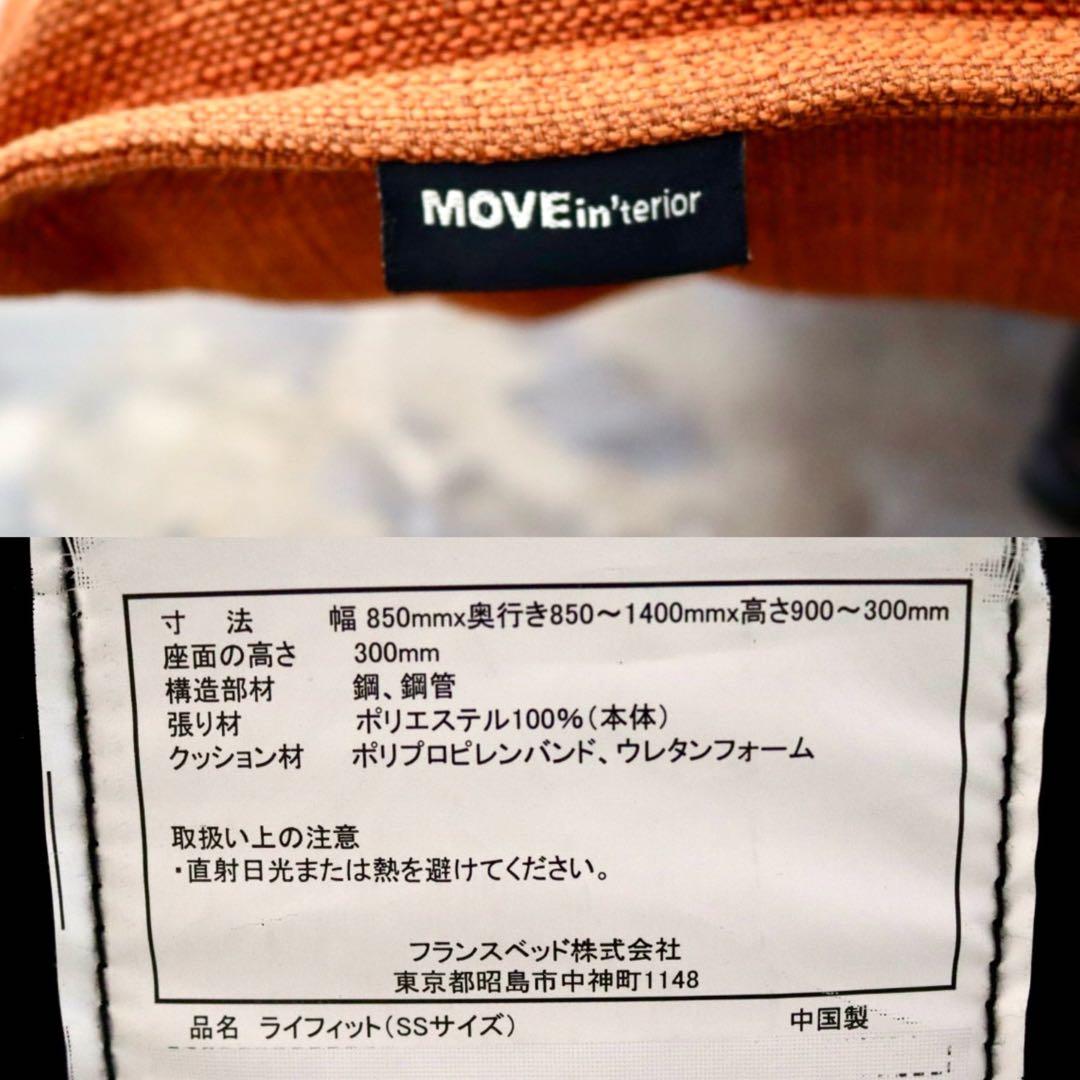 MOVEin'terior
寸 法 幅 850mmx奥行き850～1400mmx高さ900～300mm
座面の高さ 300mm
構造部材 鋼、鋼管
張り材 ポリエステル100%(本体)
クッション材 ポリプロピレンバンド、ウレタンフォーム
取扱い上の注意
・直射日光または熱を避けてください。
フランスベッド株式会社
東京都昭島市中神町1148
品名 ライフィット(SSサイズ) 中国製